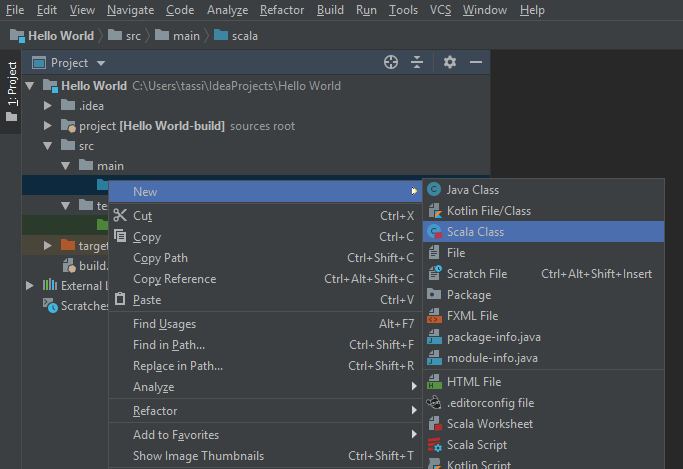 File Edit View Navigate Code Analyze Refactor Build Run Tools VCS Window Help
Hello World src main scala
1: Project
Project
Hello World C:\Users\tassi\IdeaProjects\Hello World
.idea
project [Hello World-build] sources root
src
main
te
target
build.
External L
Scratches
New
Cut Ctrl+X
Copy Ctrl+C
Copy Path Ctrl+Shift+C
Copy Reference Ctrl+Alt+Shift+C
Paste Ctrl+V
Find Usages Alt+F7
Find in Path... Ctrl+Shift+F
Replace in Path... Ctrl+Shift+R
Analyze
Refactor
Add to Favorites
Show Image Thumbnails Ctrl+Shift+T
Java Class
Kotlin File/Class
Scala Class
File
Scratch File Ctrl+Alt+Shift+Insert
Package
FXML File
package-info.java
module-info.java
HTML File
.editorconfig file
Scala Worksheet
Scala Script
Kotlin Script